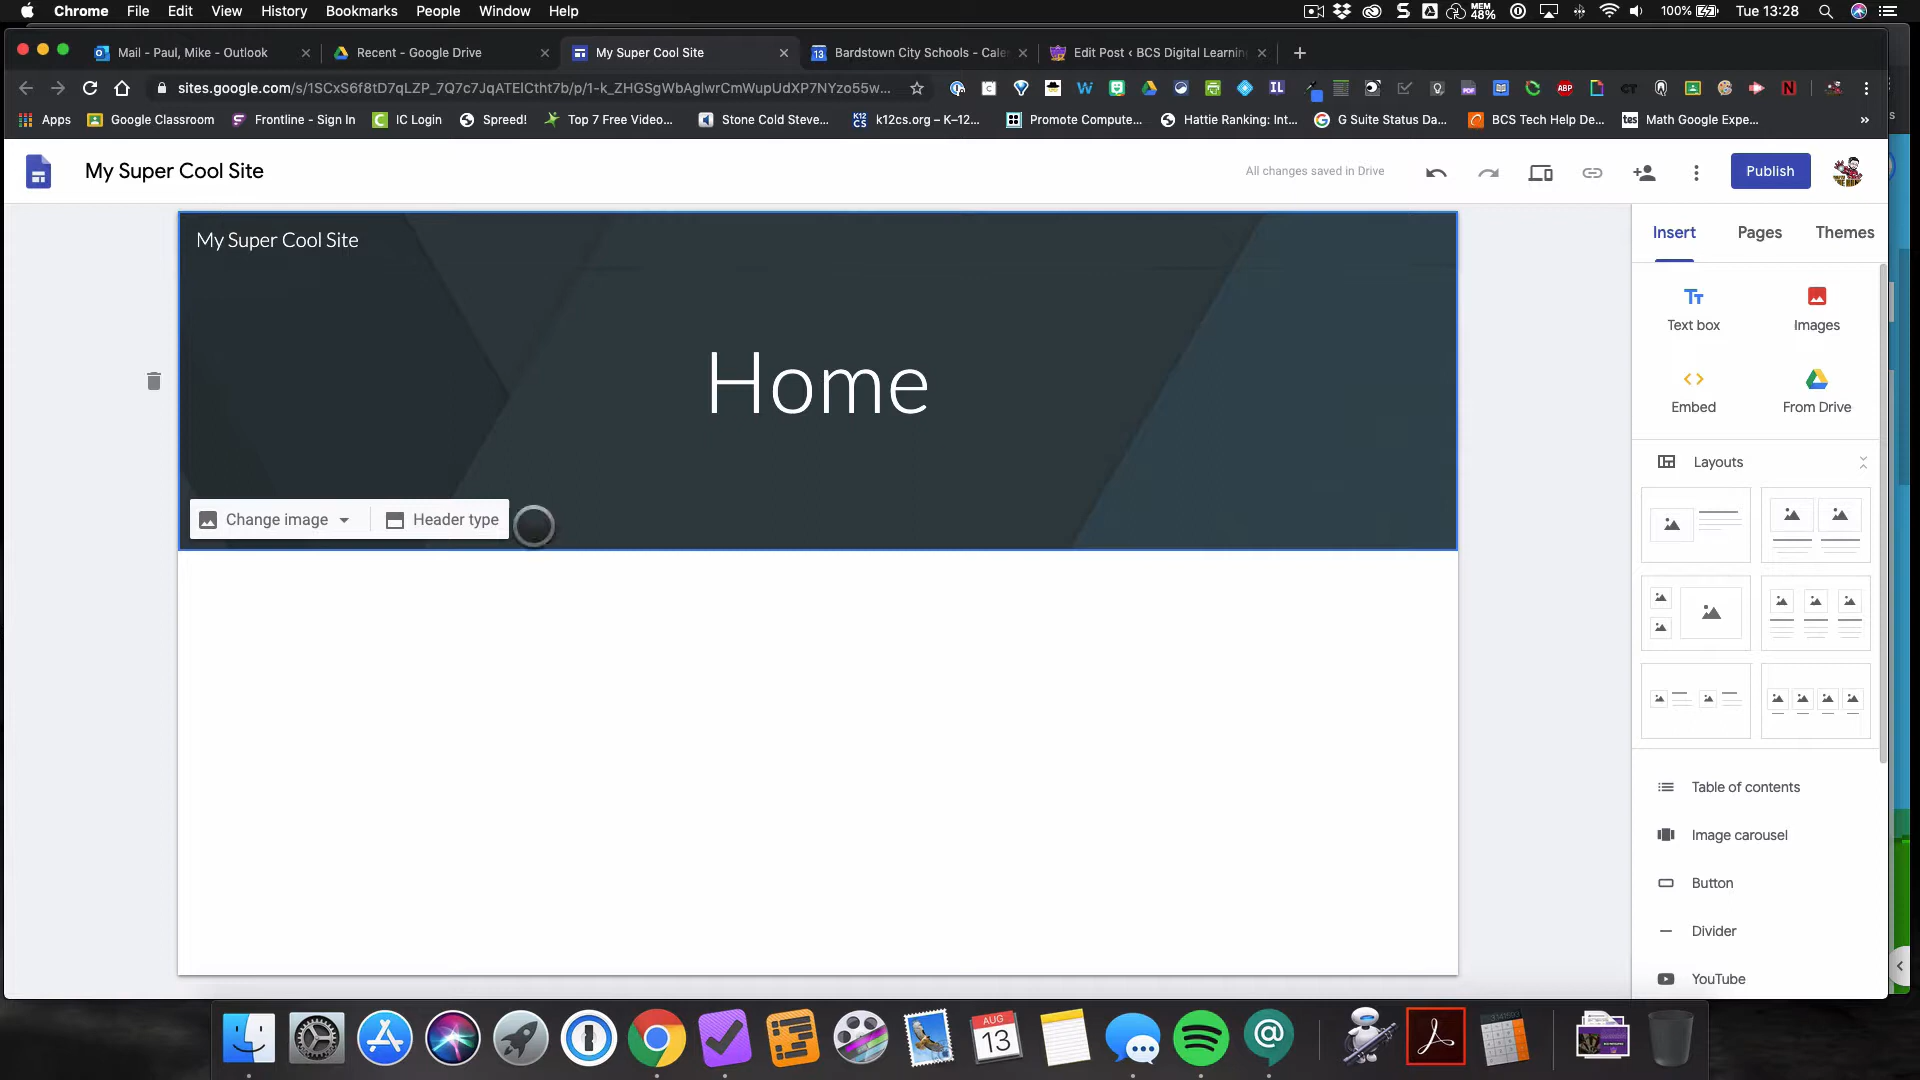 Chrome File Edit View History Bookmarks People Window Help
MEM 48% 100% Tue 13:28
Mail - Paul, Mike - Outlook
Recent - Google Drive
My Super Cool Site
Bardstown City Schools - Cale
Edit Post ‹ BCS Digital Learnin
sites.google.com/s/1SCxS6f8tD7qLZP_7Q7c7JqATElCtht7b/p/1-k_ZHGSgWbAglwrCmWupUdXP7NYzo55w...
Apps
Google Classroom
Frontline - Sign In
IC Login
Spreed!
Top 7 Free Video...
Stone Cold Steve...
k12cs.org – K–12...
Promote Compute...
Hattie Ranking: Int...
G Suite Status Da...
BCS Tech Help De...
Math Google Expe...
»
My Super Cool Site
All changes saved in Drive
Publish
Insert
Pages
Themes
My Super Cool Site
Home
Change image
Header type
Text box
Images
Embed
From Drive
Layouts
Table of contents
Image carousel
Button
Divider
YouTube
AUG
13